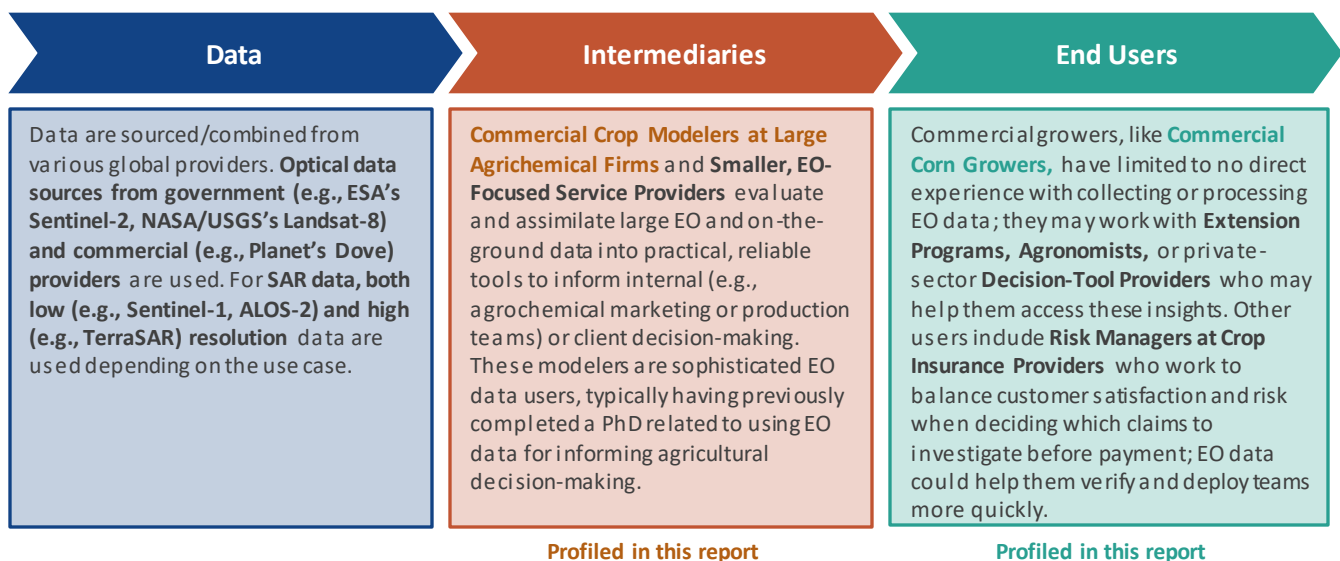 Data
Data are sourced/combined from
various global providers. Optical data
sources from government (e.g., ESA's
Sentinel-2, NASA/USGS's Landsat-8)
and commercial (e.g., Planet's Dove)
providers are used. For SAR data, both
low (e.g., Sentinel-1, ALOS-2) and high
(e.g., TerraSAR) resolution data are
used depending on the use case.
Intermediaries
Commercial Crop Modelers at Large
Agrichemical Firms and Smaller, EO-
Focused Service Providers evaluate
and assimilate large EO and on-the-
ground data into practical, reliable
tools to inform internal (e.g.,
agrochemical marketing or production
teams) or client decision-making.
These modelers are sophisticated EO
data users, typically having previously
completed a PhD related to using EO
data for informing agricultural
decision-making.
Profiled in this report
End Users
Commercial growers, like Commercial
Corn Growers, have limited to no direct
experience with collecting or processing
EO data; they may work with Extension
Programs, Agronomists, or private-
sector Decision-Tool Providers who may
help them access these insights. Other
users include Risk Managers at Crop
Insurance Providers who work to
balance customer satisfaction and risk
when deciding which claims to
investigate before payment; EO data
could help them verify and deploy teams
more quickly.
Profiled in this report